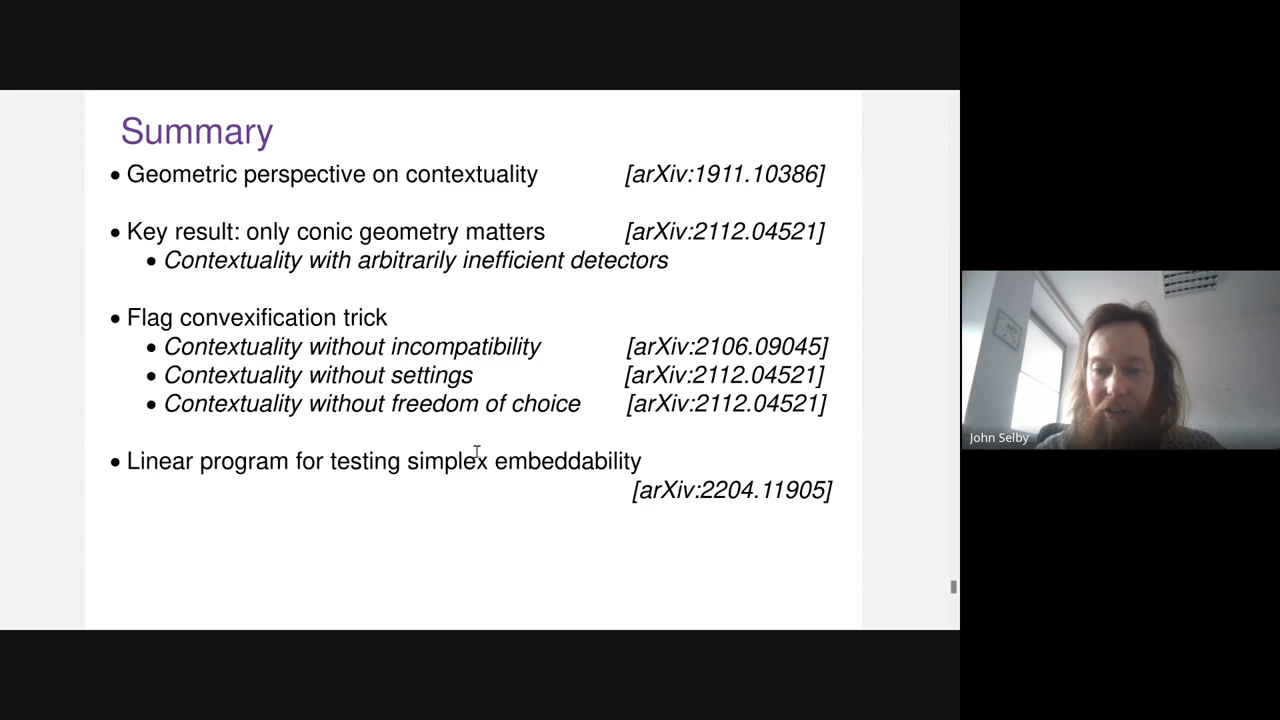 Summary
• Geometric perspective on contextuality [arXiv:1911.10386]
• Key result: only conic geometry matters [arXiv:2112.04521]
• Contextuality with arbitrarily inefficient detectors
• Flag convexification trick
• Contextuality without incompatibility [arXiv:2106.09045]
• Contextuality without settings [arXiv:2112.04521]
• Contextuality without freedom of choice [arXiv:2112.04521]
• Linear program for testing simplex embeddability
[arXiv:2204.11905]
John Selby